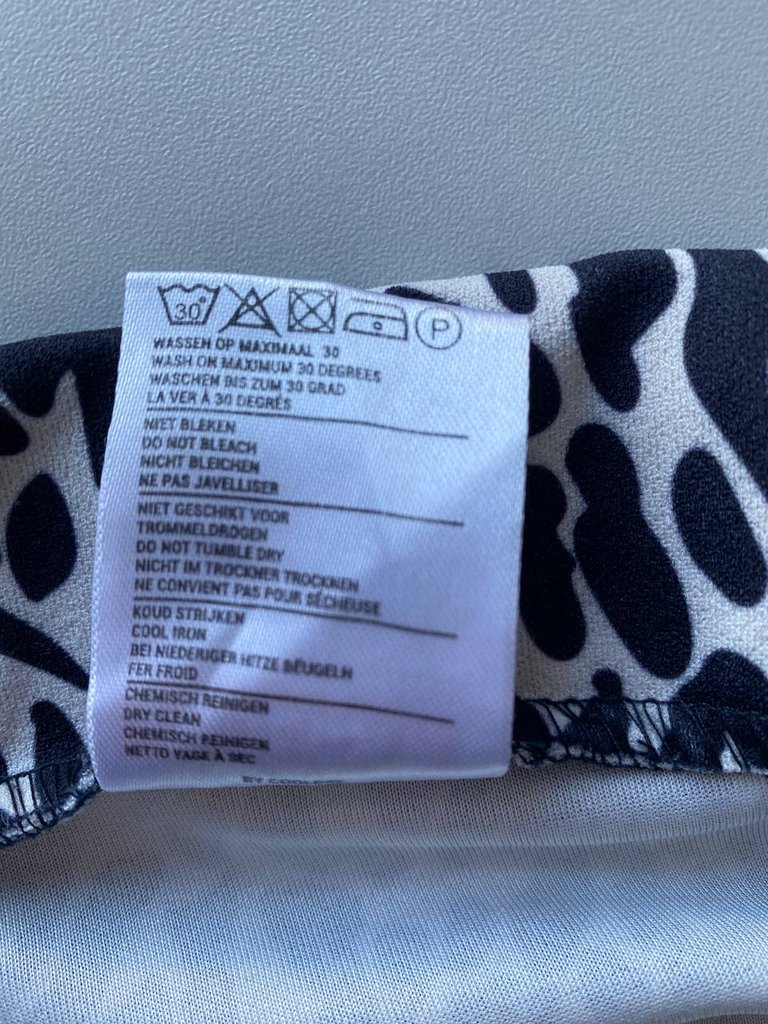 30°
P
WASSEN OP MAXIMAAL 30
WASH ON MAXIMUM 30 DEGREES
WASCHEN BIS ZUM 30 GRAD
LA VER À 30 DEGRÉS
NIET BLEKEN
DO NOT BLEACH
NICHT BLEICHEN
NE PAS JAVELLISER
NIET GESCHIKT VOOR
TROMMELDROGEN
DO NOT TUMBLE DRY
NICHT IM TROCKNER TROCKNEN
NE CONVIENT PAS POUR SÉCHEUSE
KOUD STRIJKEN
COOL IRON
BEI NIEDERIGER HITZE BEUGELN
FER FROID
CHEMISCH REINIGEN
DRY CLEAN
CHEMISCH REINIGEN
NETTO YAGE À SEC
BY